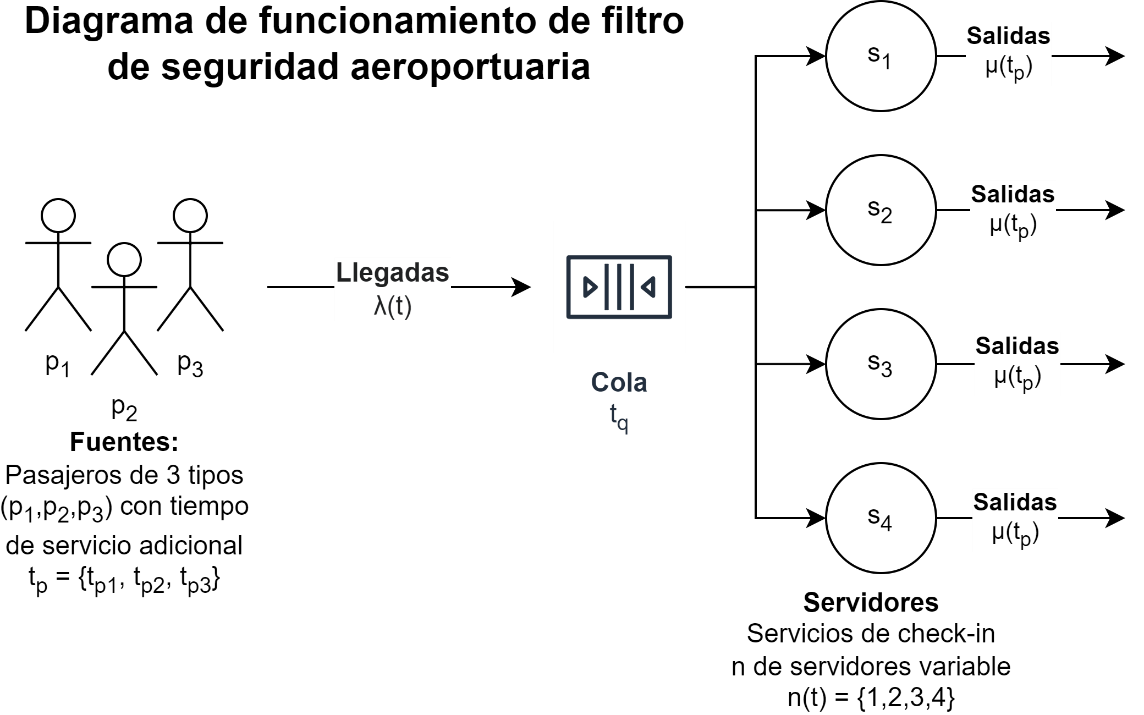 Diagrama de funcionamiento de filtro
de seguridad aeroportuaria
p1
p2
p3
Fuentes:
Pasajeros de 3 tipos
(p1,p2,p3) con tiempo
de servicio adicional
tp = {tp1, tp2, tp3}
Llegadas
λ(t)
Cola
tq
s1
Salidas
μ(tp)
s2
Salidas
μ(tp)
s3
Salidas
μ(tp)
s4
Salidas
μ(tp)
Servidores
Servicios de check-in
n de servidores variable
n(t) = {1,2,3,4}